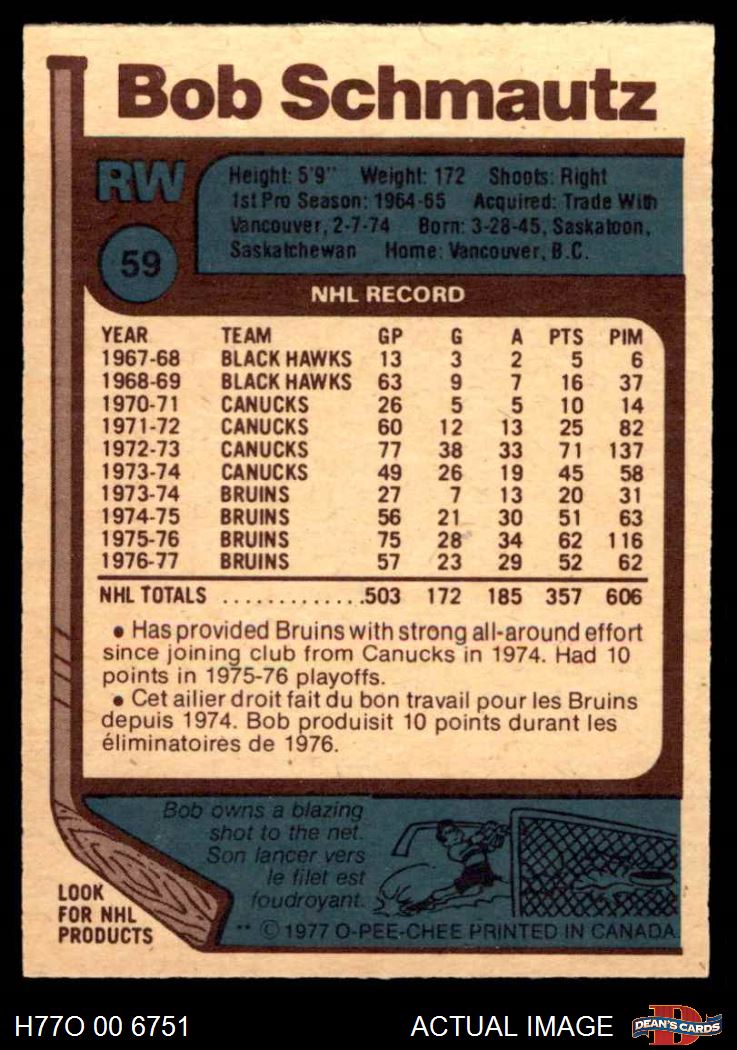 Bob Schmautz
RW
Height: 5'9" Weight: 172 Shoots: Right
1st Pro Season: 1964-65 Acquired: Trade With
Vancouver, 2-7-74 Born: 3-28-45, Saskatoon,
Saskatchewan Home: Vancouver, B.C.
59
NHL RECORD
YEAR TEAM GP G A PTS PIM
1967-68 BLACK HAWKS 13 3 2 5 6
1968-69 BLACK HAWKS 63 9 7 16 37
1970-71 CANUCKS 26 5 5 10 14
1971-72 CANUCKS 60 12 13 25 82
1972-73 CANUCKS 77 38 33 71 137
1973-74 CANUCKS 49 26 19 45 58
1973-74 BRUINS 27 7 13 20 31
1974-75 BRUINS 56 21 30 51 63
1975-76 BRUINS 75 28 34 62 116
1976-77 BRUINS 57 23 29 52 62
NHL TOTALS ..............503 172 185 357 606
• Has provided Bruins with strong all-around effort
since joining club from Canucks in 1974. Had 10
points in 1975-76 playoffs.
• Cet ailier droit fait du bon travail pour les Bruins
depuis 1974. Bob produisit 10 points durant les
éliminatoires de 1976.
Bob owns a blazing
shot to the net.
Son lancer vers
le filet est
foudroyant.
LOOK
FOR NHL
PRODUCTS
** © 1977 O-PEE-CHEE PRINTED IN CANADA
H77O 00 6751 ACTUAL IMAGE
DEAN'S CARDS